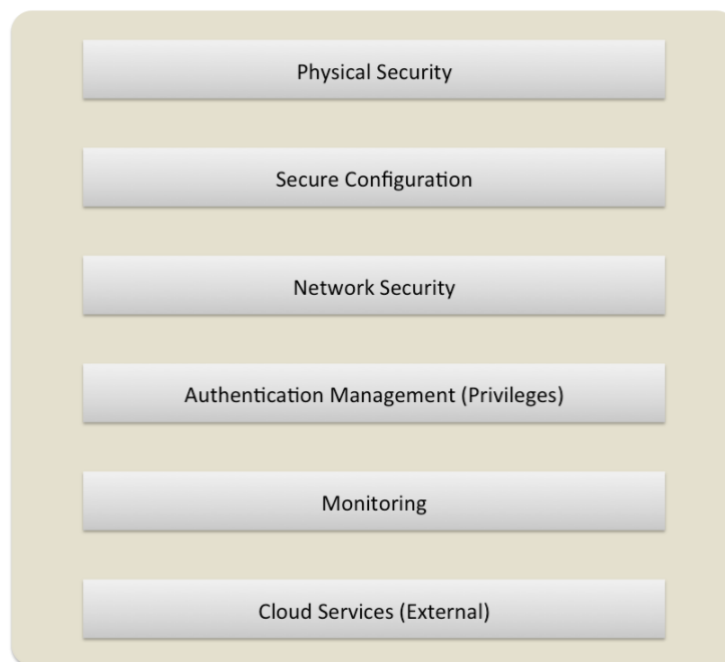 Physical Security
Secure Configuration
Network Security
Authentication Management (Privileges)
Monitoring
Cloud Services (External)